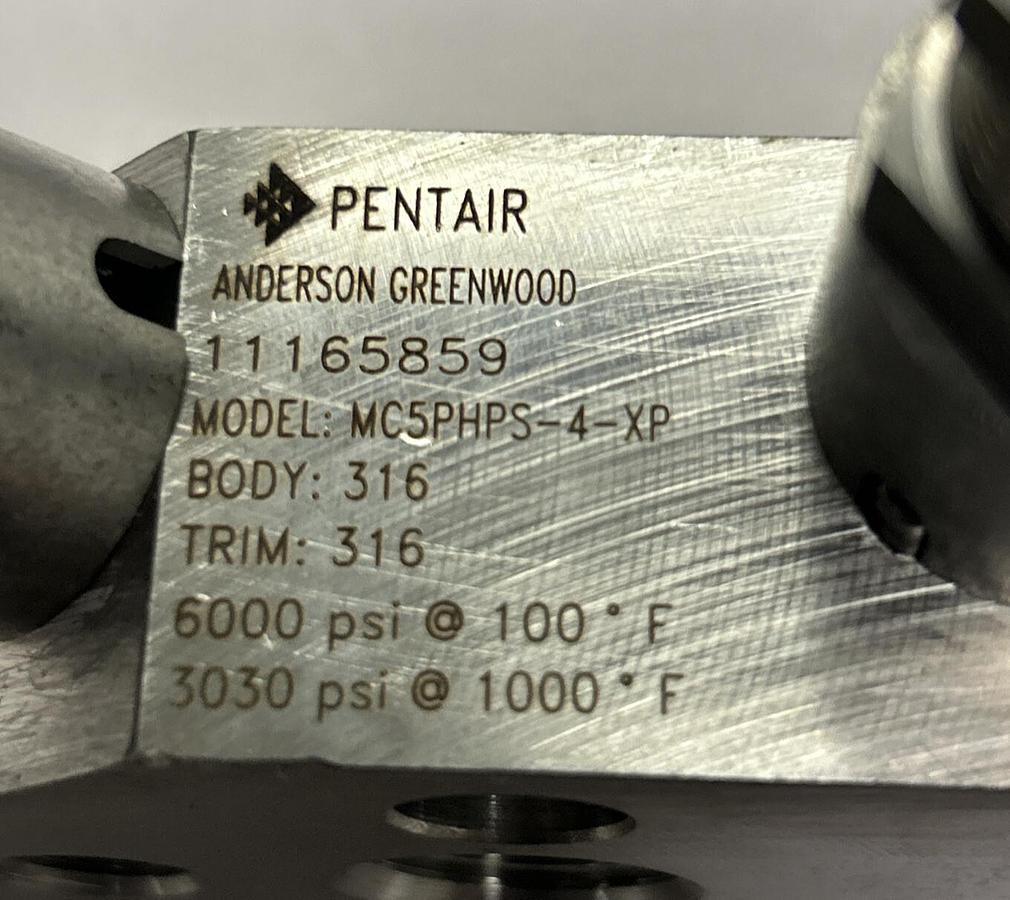 PENTAIR
ANDERSON GREENWOOD
11165859
MODEL: MC5PHPS-4-XP
BODY: 316
TRIM: 316
6000 psi @ 100° F
3030 psi @ 1000° F